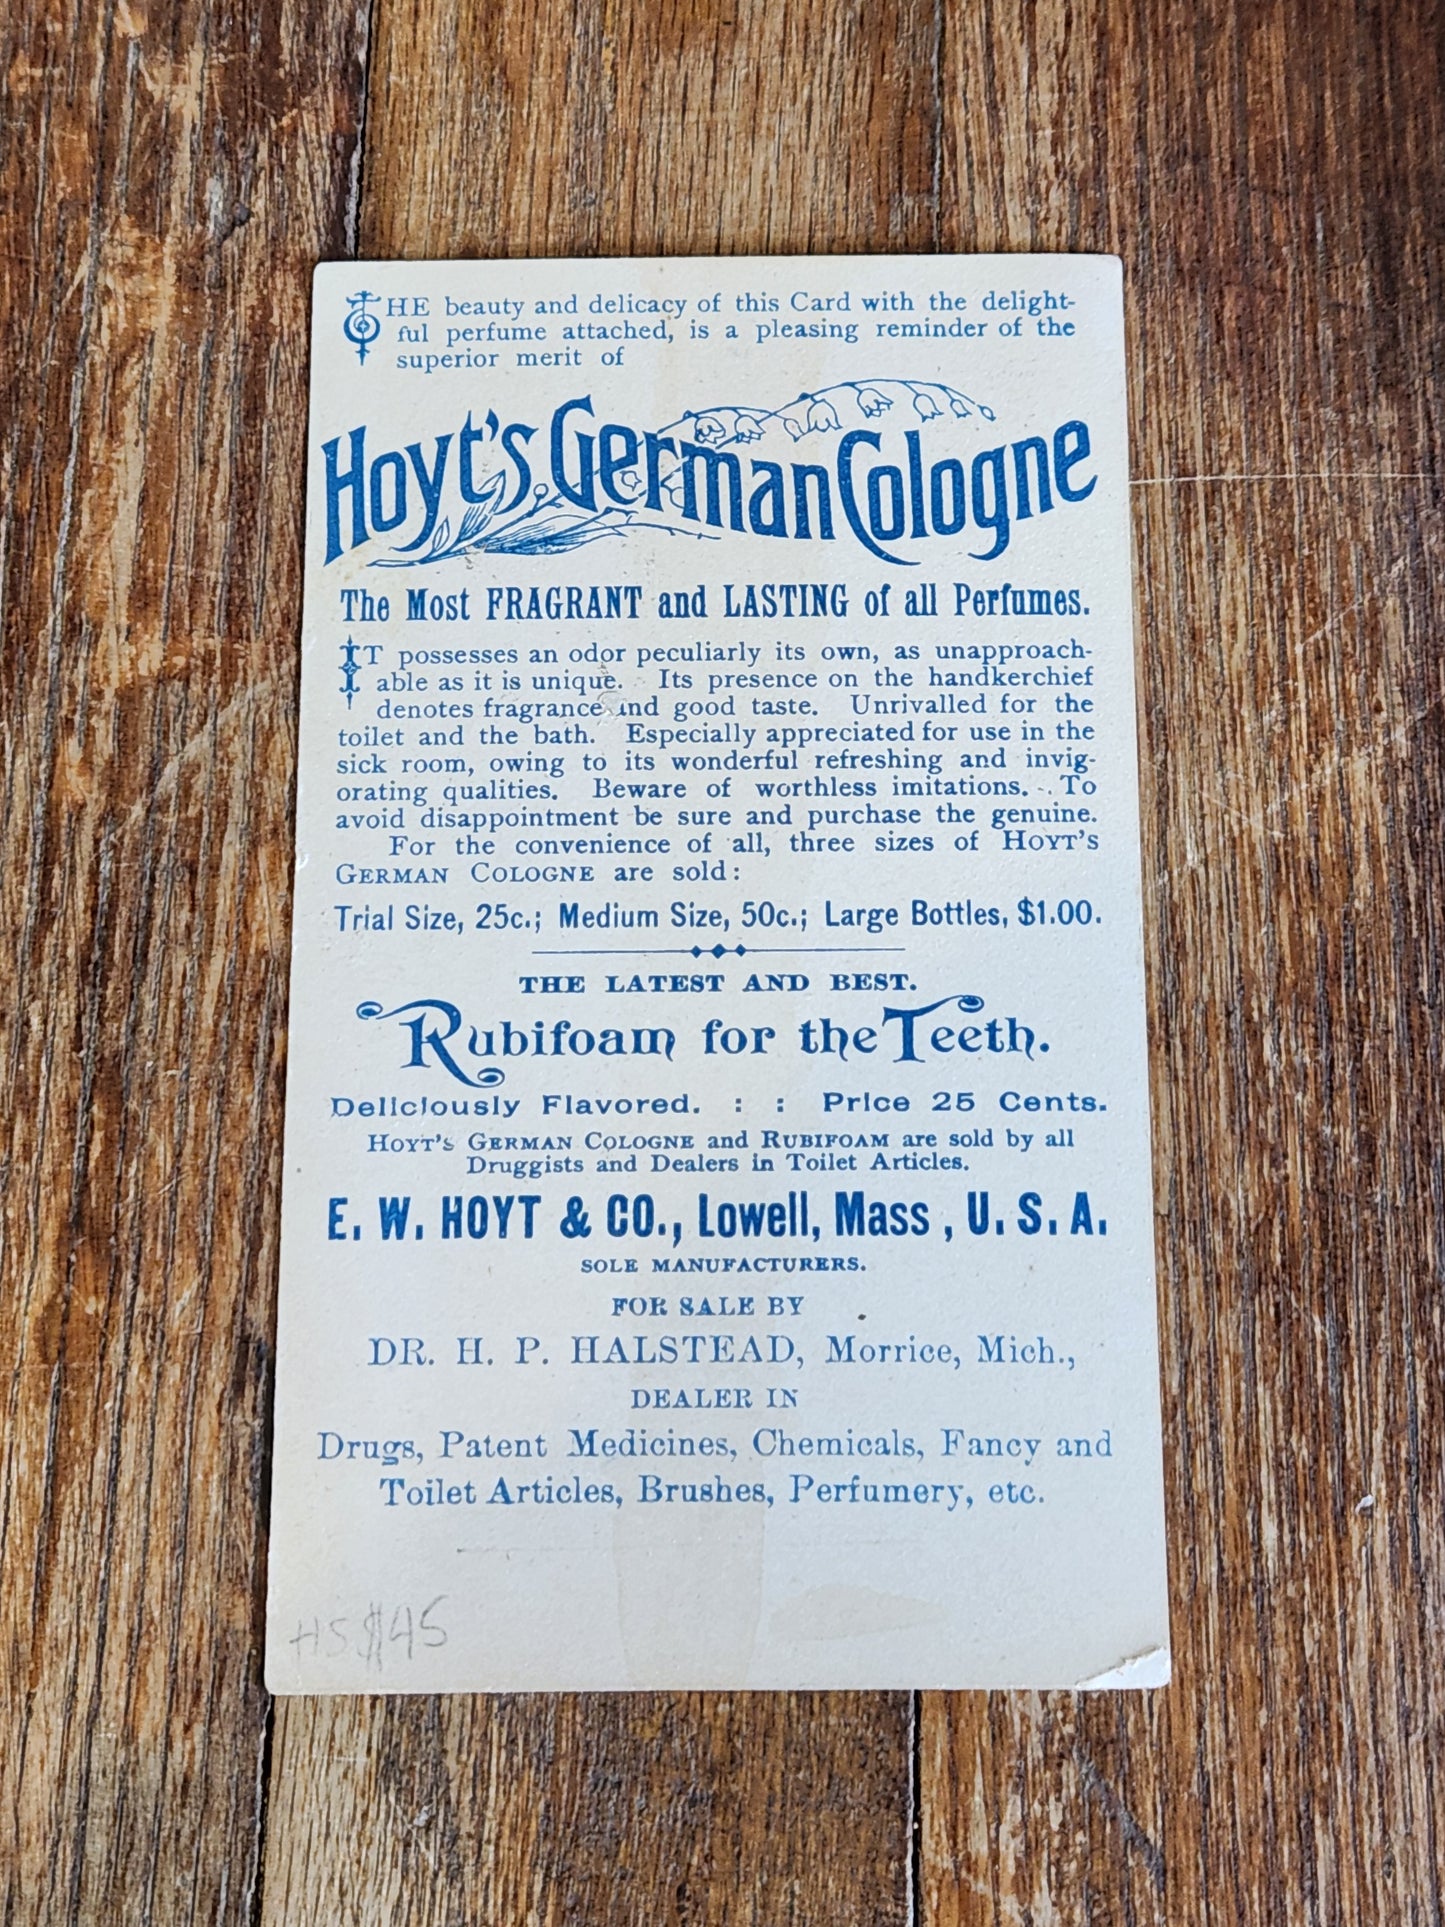 THE beauty and delicacy of this Card with the delight-
ful perfume attached, is a pleasing reminder of the
superior merit of
Hoyt's German Cologne
The Most FRAGRANT and LASTING of all Perfumes.
IT possesses an odor peculiarly its own, as unapproach-
able as it is unique. Its presence on the handkerchief
denotes fragrance and good taste. Unrivalled for the
toilet and the bath. Especially appreciated for use in the
sick room, owing to its wonderful refreshing and invig-
orating qualities. Beware of worthless imitations. To
avoid disappointment be sure and purchase the genuine.
For the convenience of all, three sizes of HOYT'S
GERMAN COLOGNE are sold:
Trial Size, 25c.; Medium Size, 50c.; Large Bottles, $1.00.
THE LATEST AND BEST.
Rubifoam for the Teeth.
Deliciously Flavored. : : Price 25 Cents.
HOYT'S GERMAN COLOGNE and RUBIFOAM are sold by all
Druggists and Dealers in Toilet Articles.
E. W. HOYT & CO., Lowell, Mass , U. S. A.
SOLE MANUFACTURERS.
FOR SALE BY
DR. H. P. HALSTEAD, Morrice, Mich.,
DEALER IN
Drugs, Patent Medicines, Chemicals, Fancy and
Toilet Articles, Brushes, Perfumery, etc.
HS $45